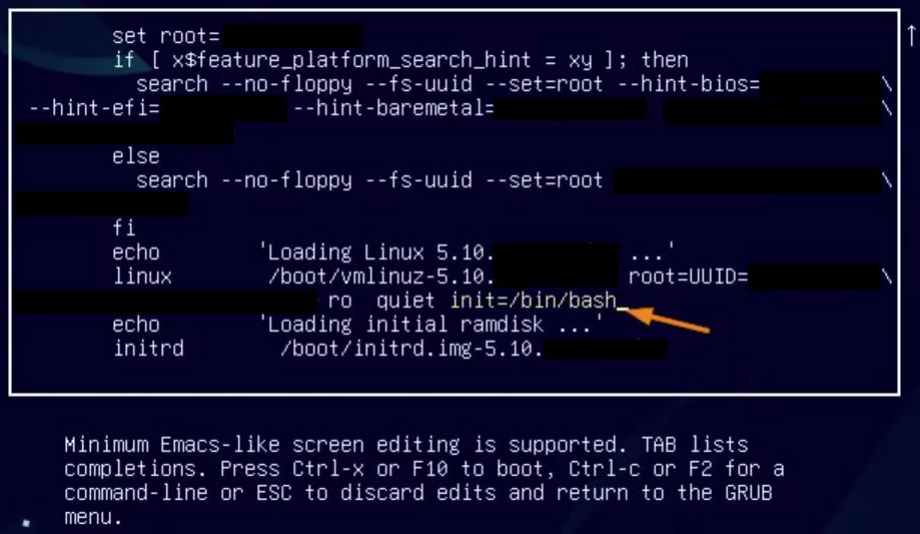 set root=
if [ x$feature_platform_search_hint = xy ]; then
search --no-floppy --fs-uuid --set=root --hint-bios= \
--hint-efi= --hint-baremetal= \
else
search --no-floppy --fs-uuid --set=root \
fi
echo 'Loading Linux 5.10. ...'
linux /boot/vmlinuz-5.10. root=UUID= \
ro quiet init=/bin/bash_
echo 'Loading initial ramdisk ...'
initrd /boot/initrd.img-5.10.
Minimum Emacs-like screen editing is supported. TAB lists
completions. Press Ctrl-x or F10 to boot, Ctrl-c or F2 for a
command-line or ESC to discard edits and return to the GRUB
menu.